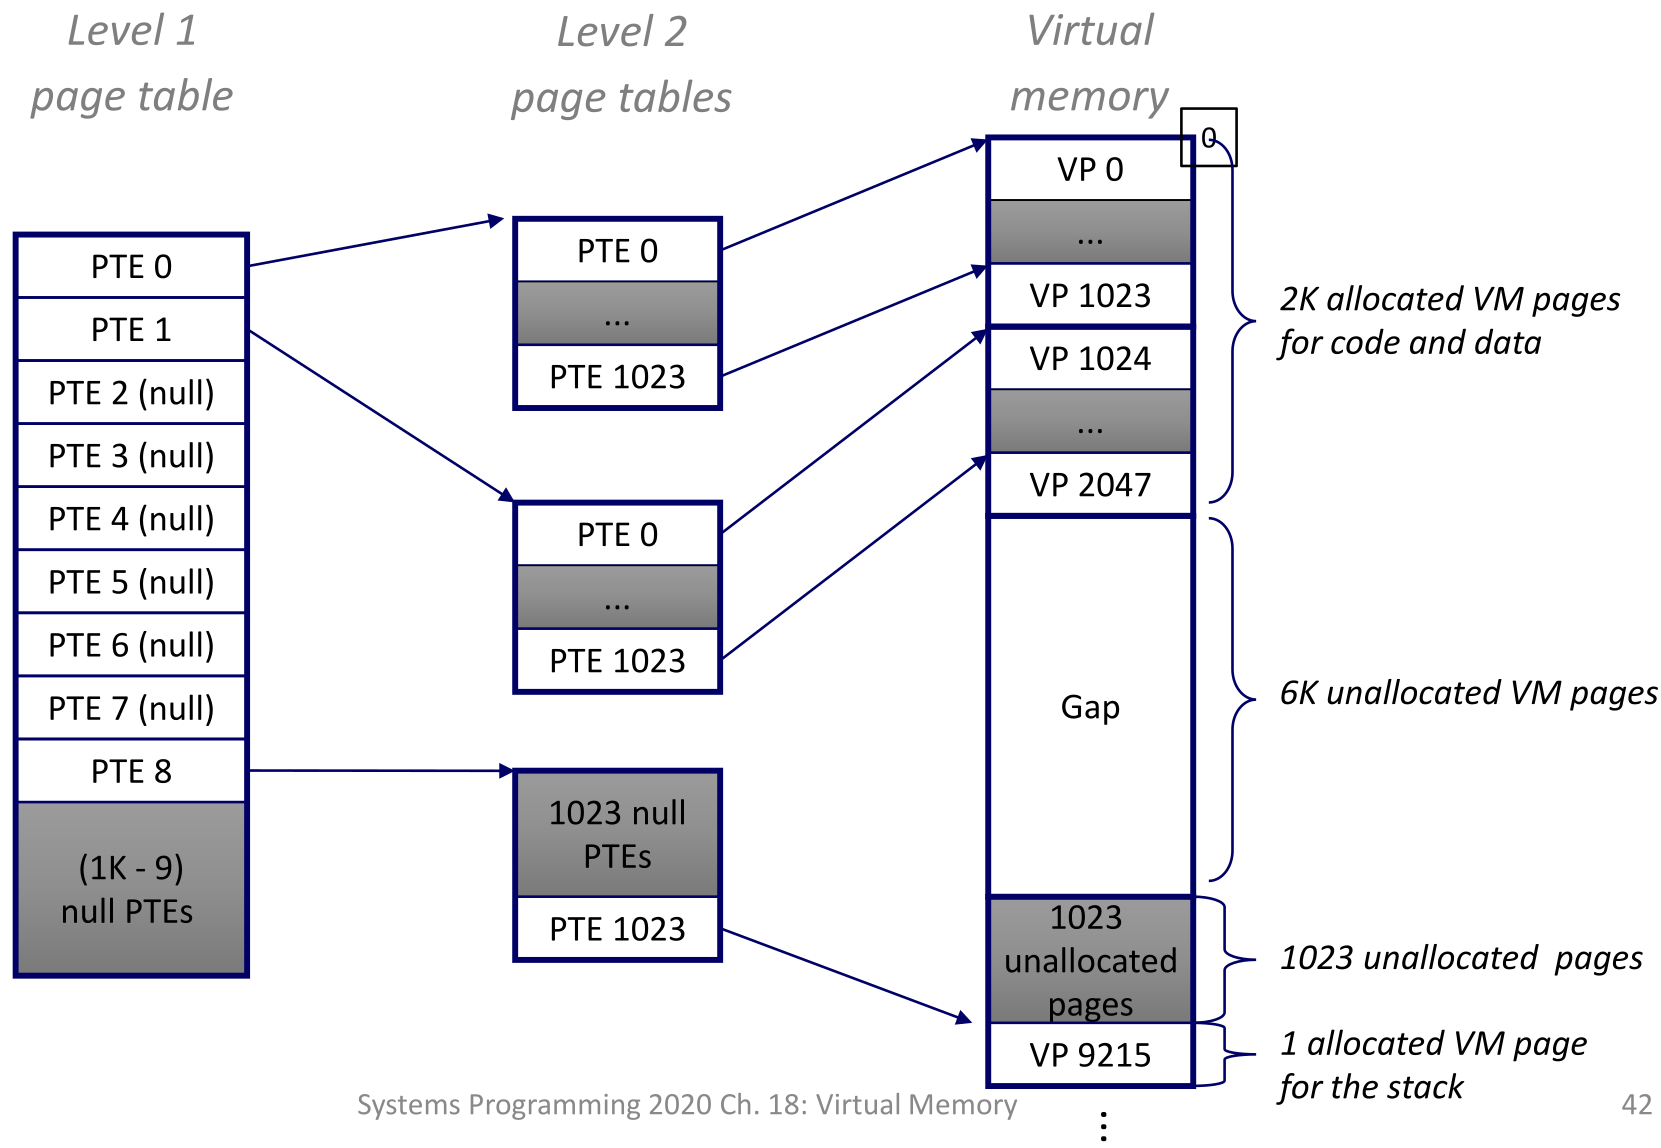 Level 1
page table
Level 2
page tables
Virtual
memory
PTE 0
PTE 1
PTE 2 (null)
PTE 3 (null)
PTE 4 (null)
PTE 5 (null)
PTE 6 (null)
PTE 7 (null)
PTE 8
(1K - 9)
null PTEs
PTE 0
...
PTE 1023
PTE 0
...
PTE 1023
1023 null
PTEs
PTE 1023
0
VP 0
...
VP 1023
VP 1024
...
VP 2047
Gap
1023
unallocated
pages
VP 9215
⋮
2K allocated VM pages
for code and data
6K unallocated VM pages
1023 unallocated  pages
1 allocated VM page
for the stack
Systems Programming 2020 Ch. 18: Virtual Memory
42